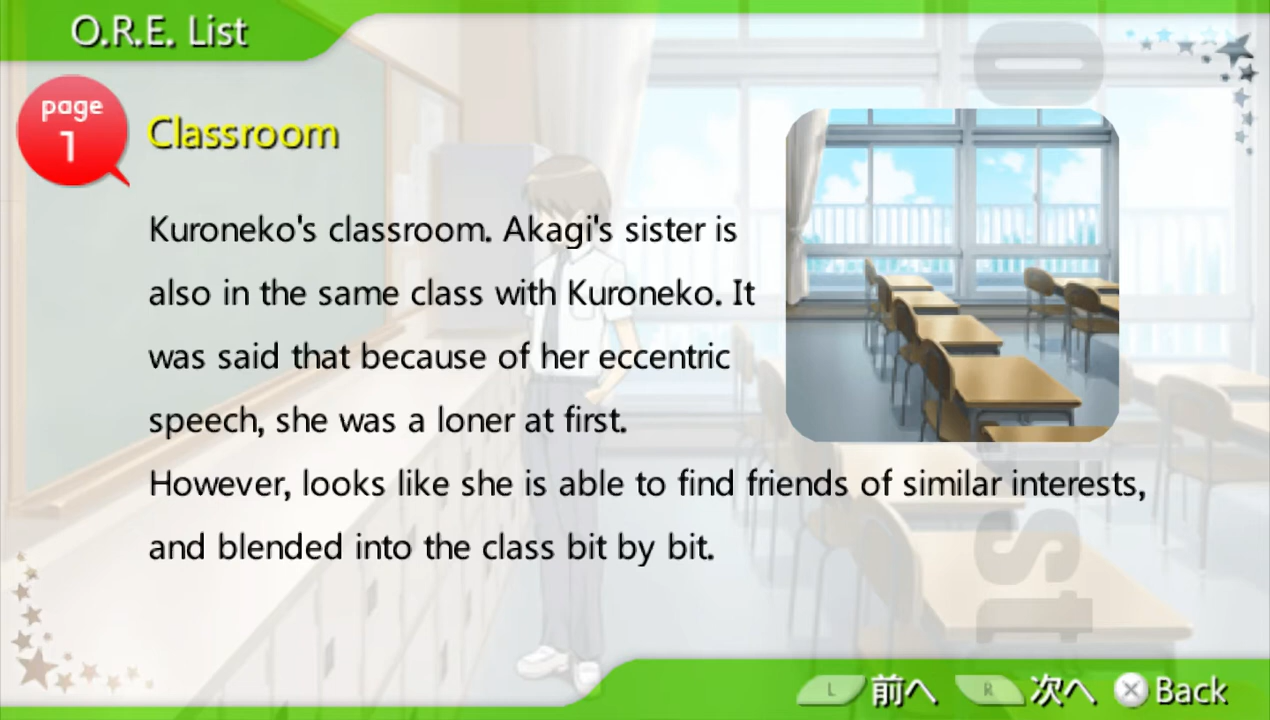 O.R.E. List
page
1
Classroom
Kuroneko's classroom. Akagi's sister is
also in the same class with Kuroneko. It
was said that because of her eccentric
speech, she was a loner at first.
However, looks like she is able to find friends of similar interests,
and blended into the class bit by bit.
L 前へ R 次へ Back